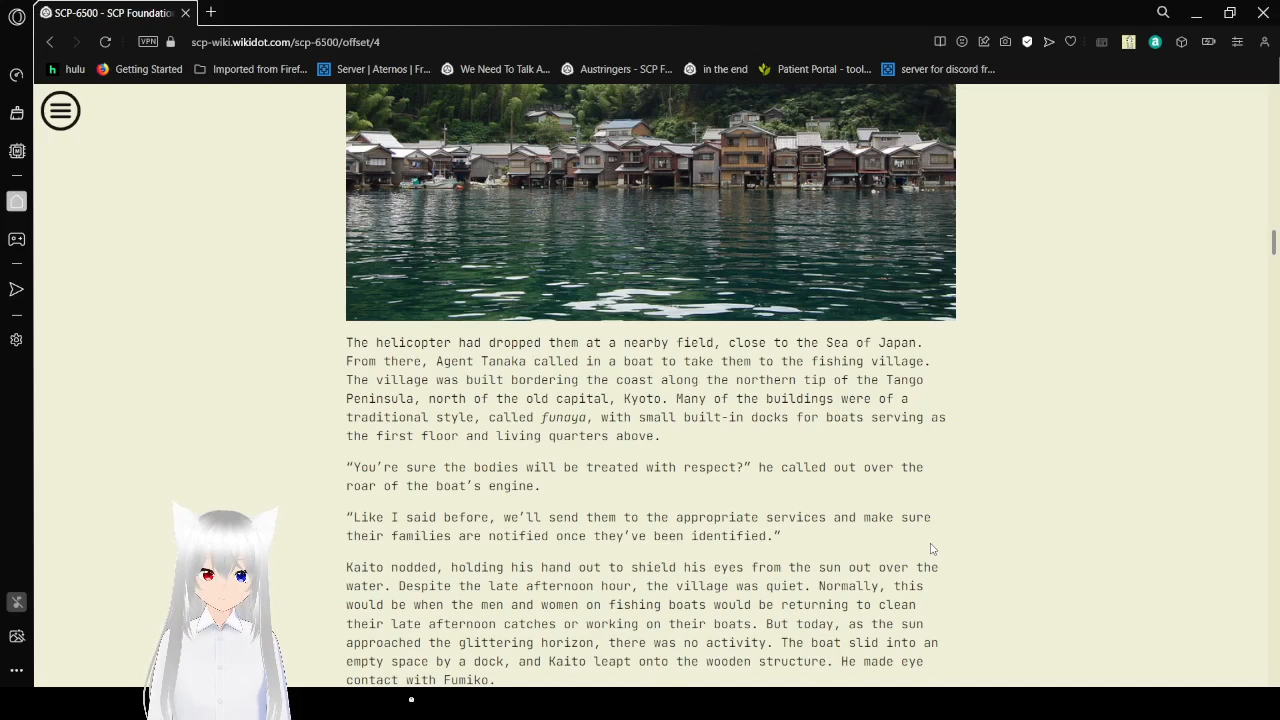 SCP-6500 - SCP Foundatio
VPN
scp-wiki.wikidot.com/scp-6500/offset/4
hulu
Getting Started
Imported from Firef...
Server | Aternos | Fr...
We Need To Talk A...
Austringers - SCP F...
in the end
Patient Portal - tool...
server for discord fr...
The helicopter had dropped them at a nearby field, close to the Sea of Japan.
From there, Agent Tanaka called in a boat to take them to the fishing village.
The village was built bordering the coast along the northern tip of the Tango
Peninsula, north of the old capital, Kyoto. Many of the buildings were of a
traditional style, called funaya, with small built-in docks for boats serving as
the first floor and living quarters above.
“You’re sure the bodies will be treated with respect?” he called out over the
roar of the boat’s engine.
“Like I said before, we’ll send them to the appropriate services and make sure
their families are notified once they’ve been identified.”
Kaito nodded, holding his hand out to shield his eyes from the sun out over the
water. Despite the late afternoon hour, the village was quiet. Normally, this
would be when the men and women on fishing boats would be returning to clean
their late afternoon catches or working on their boats. But today, as the sun
approached the glittering horizon, there was no activity. The boat slid into an
empty space by a dock, and Kaito leapt onto the wooden structure. He made eye
contact with Fumiko.